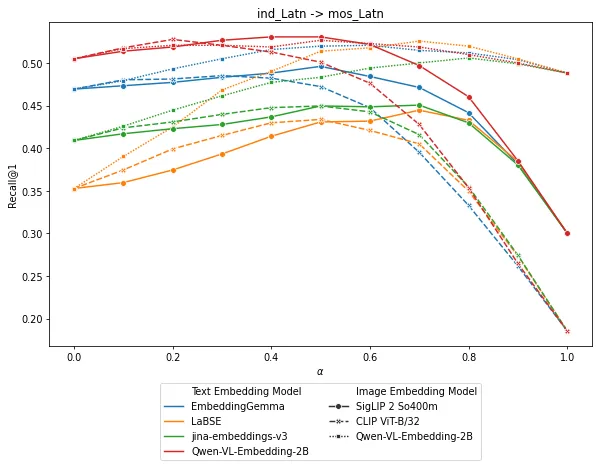 ind_Latn -> mos_Latn
Recall@1
0.50
0.45
0.40
0.35
0.30
0.25
0.20
0.0 0.2 0.4 0.6 0.8 1.0
α
Text Embedding Model Image Embedding Model
EmbeddingGemma SigLIP 2 So400m
LaBSE CLIP ViT-B/32
jina-embeddings-v3 Qwen-VL-Embedding-2B
Qwen-VL-Embedding-2B